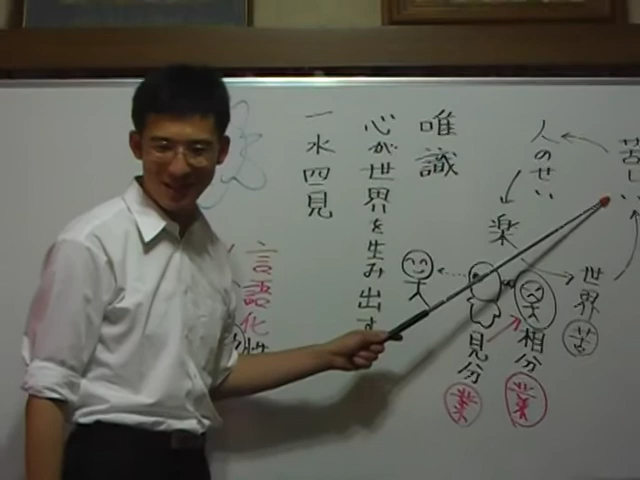 苦しい
人のせい
楽
世界
苦
相分
業
見分
業
唯識
心が世界を生み出す
一水四見
言語化